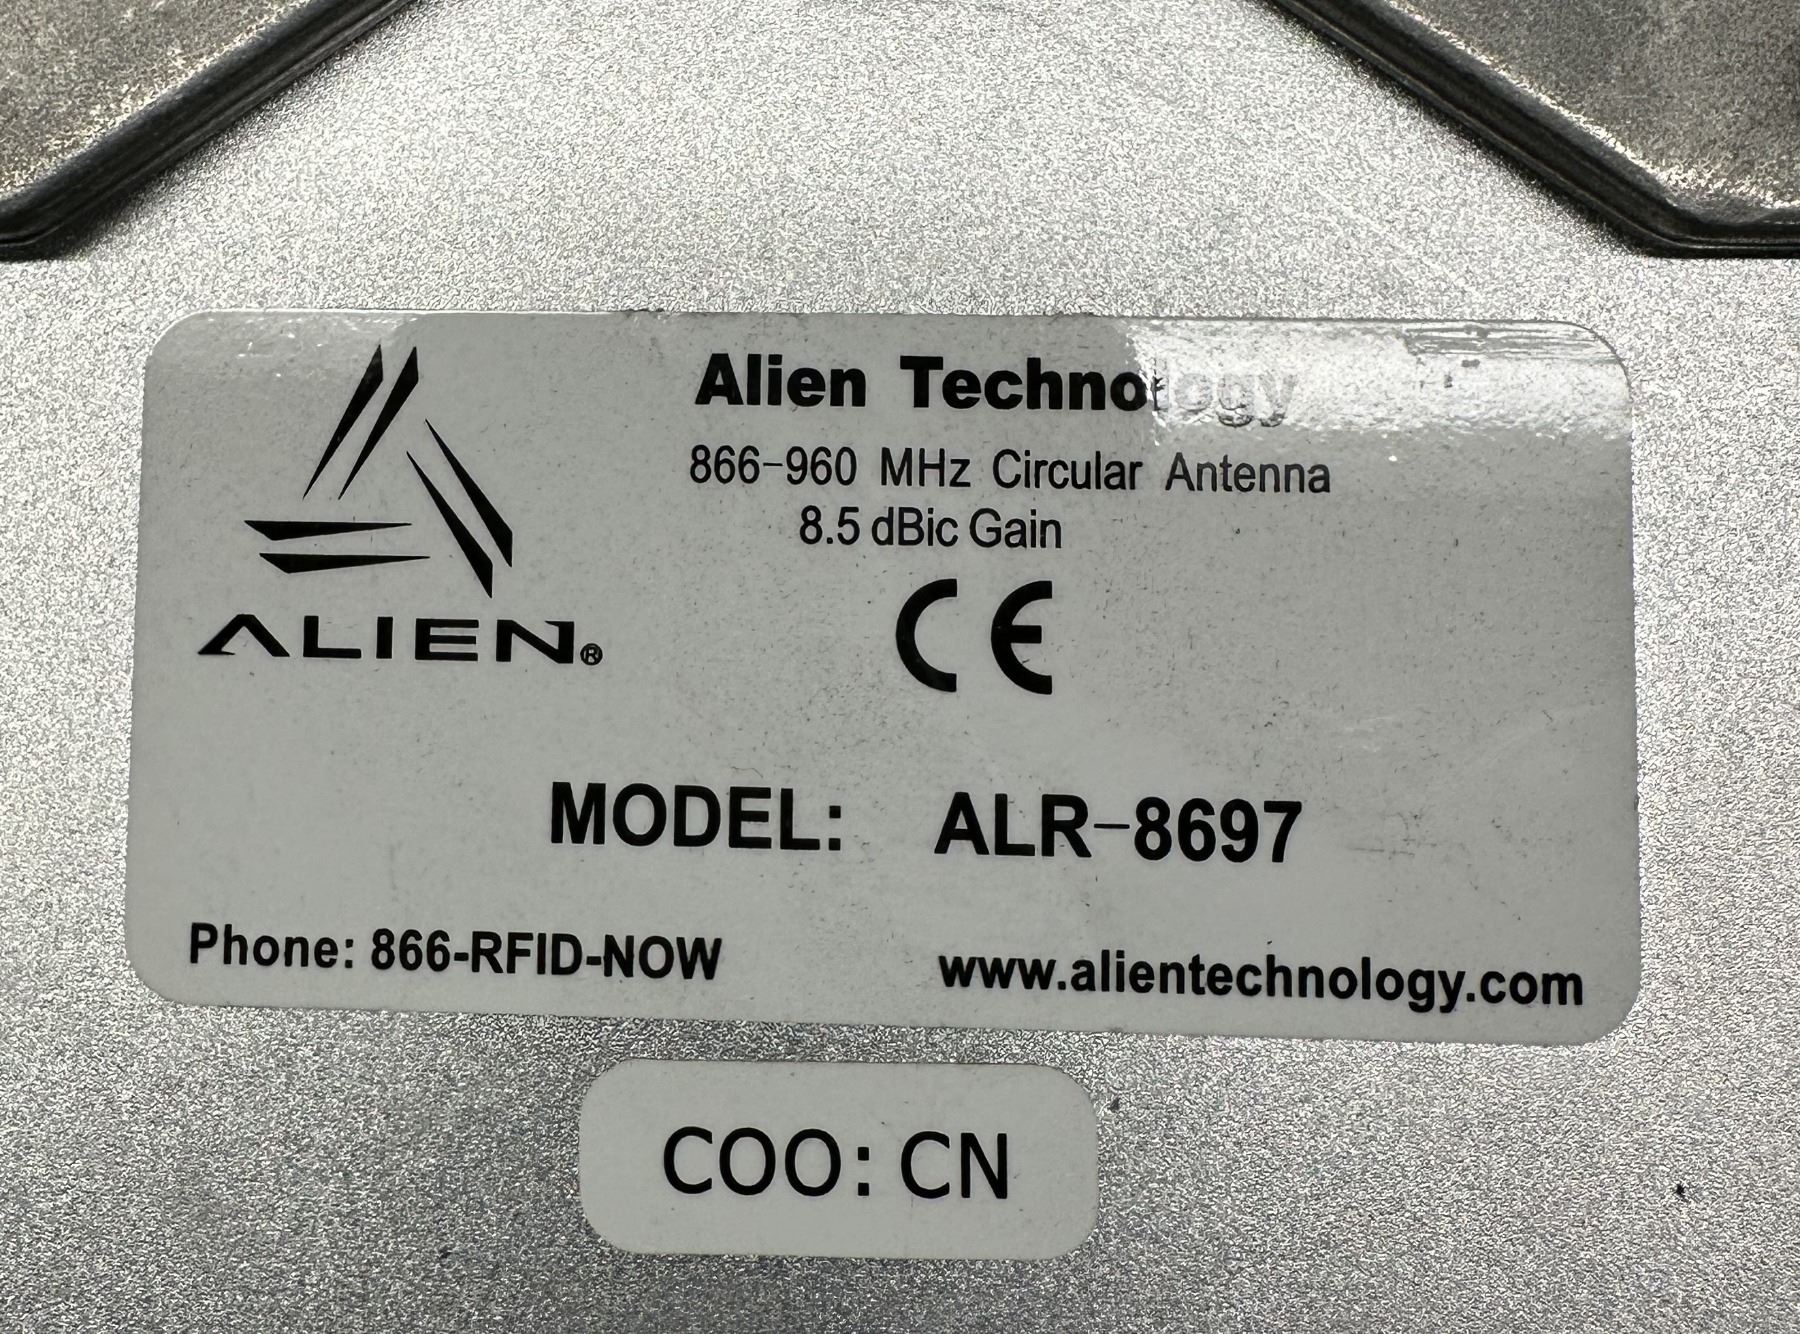 Alien Technology
866-960 MHz Circular Antenna
8.5 dBic Gain
CE
ALIEN®
MODEL: ALR-8697
Phone: 866-RFID-NOW
www.alientechnology.com
COO: CN